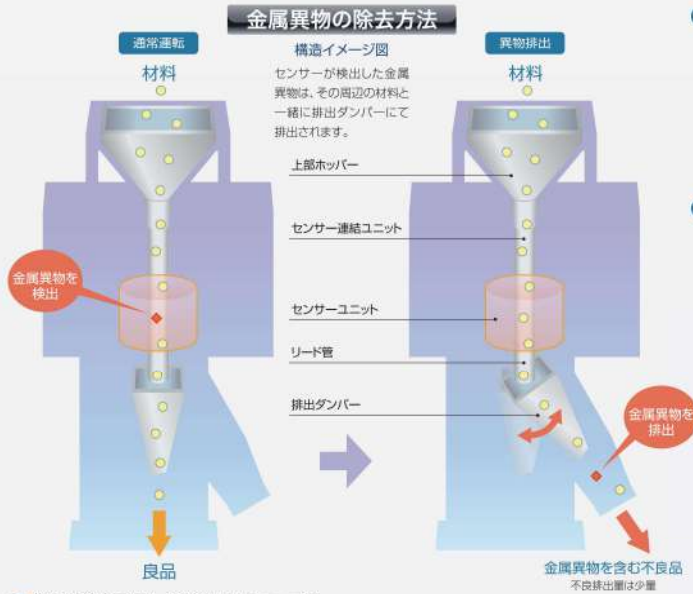 金属異物の除去方法
通常運転
材料
構造イメージ図
センサーが検出した金属
異物は、その周辺の材料と
一緒に排出ダンパーにて
排出されます。
異物排出
材料
上部ホッパー
センサー連結ユニット
金属異物を
検出
センサーユニット
リード管
排出ダンパー
金属異物を
排出
良品
金属異物を含む不良品
不良排出量は少量